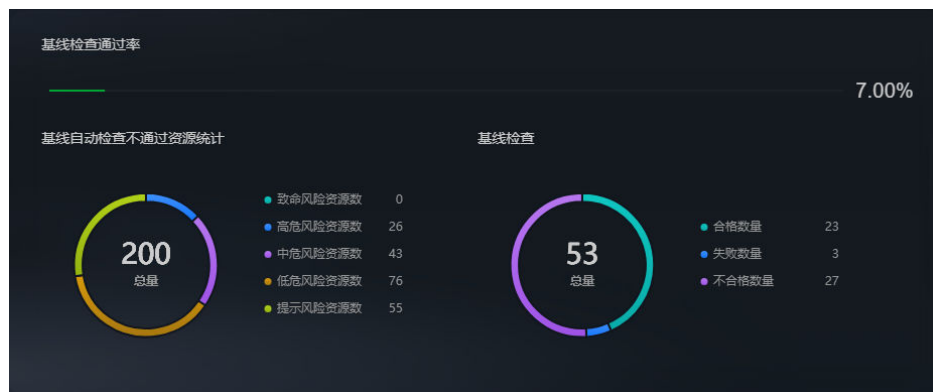 基线检查通过率
7.00%
基线自动检查不通过资源统计
200
总量
致命风险资源数 0
高危风险资源数 26
中危风险资源数 43
低危风险资源数 76
提示风险资源数 55
基线检查
53
总量
合格数量 23
失败数量 3
不合格数量 27